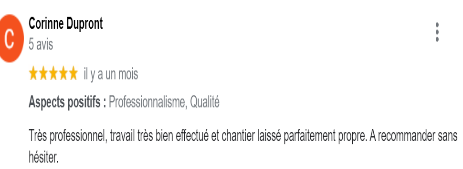 C
Corinne Dupront
5 avis
il y a un mois
Aspects positifs : Professionnalisme, Qualité
Très professionnel, travail très bien effectué et chantier laissé parfaitement propre. A recommander sans
hésiter.